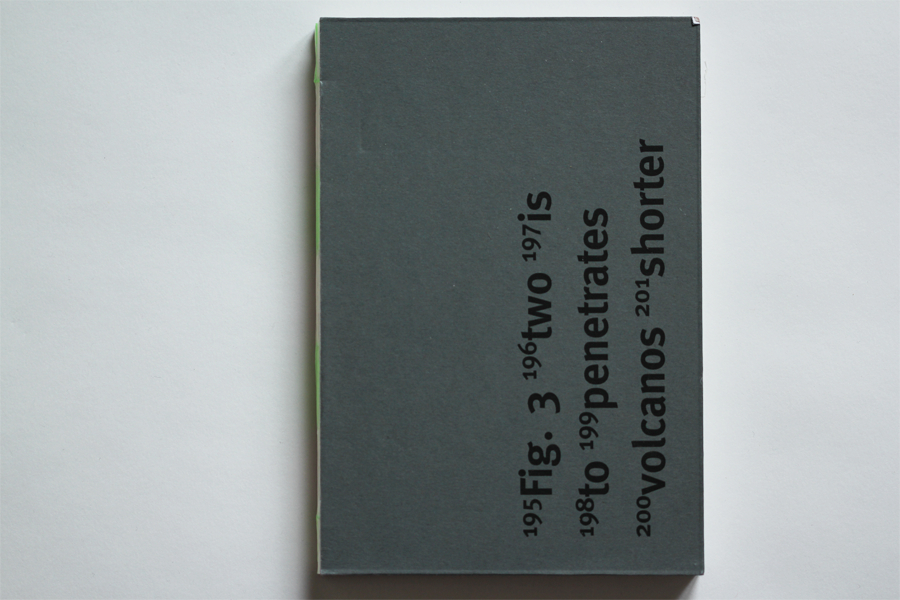 ¹⁹⁵Fig. 3 ¹⁹⁶two ¹⁹⁷is
¹⁹⁸to ¹⁹⁹penetrates
²⁰⁰volcanos ²⁰¹shorter